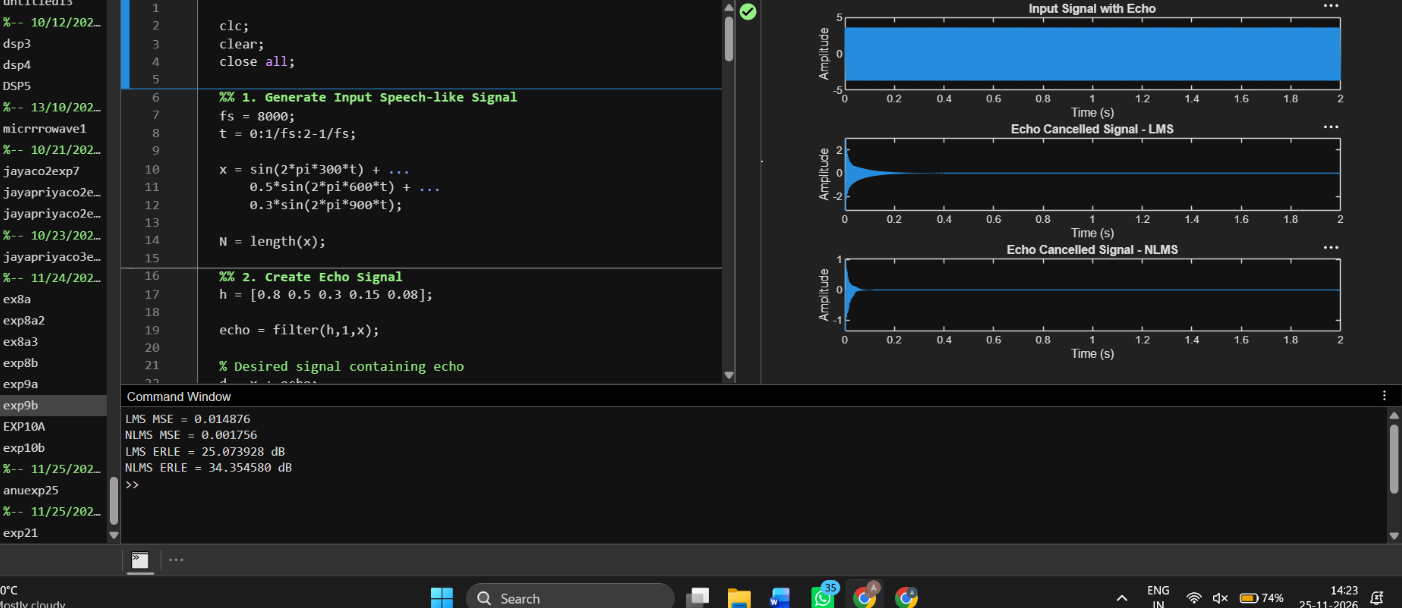 %-- 10/12/202...
dsp3
dsp4
DSP5
%-- 13/10/202...
micrrrowave1
%-- 10/21/202...
jayaco2exp7
jayapriyaco2e...
jayapriyaco2e...
%-- 10/23/202...
jayapriyaco3e...
%-- 11/24/202...
ex8a
exp8a2
ex8a3
exp8b
exp9a
exp9b
EXP10A
exp10b
%-- 11/25/202...
anuexp25
%-- 11/25/202...
exp21
1
2 clc;
3 clear;
4 close all;
5
6 %% 1. Generate Input Speech-like Signal
7 fs = 8000;
8 t = 0:1/fs:2-1/fs;
9
10 x = sin(2*pi*300*t) + ...
11 0.5*sin(2*pi*600*t) + ...
12 0.3*sin(2*pi*900*t);
13
14 N = length(x);
15
16 %% 2. Create Echo Signal
17 h = [0.8 0.5 0.3 0.15 0.08];
18
19 echo = filter(h,1,x);
20
21 % Desired signal containing echo
Input Signal with Echo
Amplitude
5
0
-5
0 0.2 0.4 0.6 0.8 1 1.2 1.4 1.6 1.8 2
Time (s)
Echo Cancelled Signal - LMS
Amplitude
2
0
-2
0 0.2 0.4 0.6 0.8 1 1.2 1.4 1.6 1.8 2
Time (s)
Echo Cancelled Signal - NLMS
Amplitude
1
0
-1
0 0.2 0.4 0.6 0.8 1 1.2 1.4 1.6 1.8 2
Time (s)
Command Window
LMS MSE = 0.014876
NLMS MSE = 0.001756
LMS ERLE = 25.073928 dB
NLMS ERLE = 34.354580 dB
>>
0°C
Mostly cloudy
Search
35
A
ENG
IN
74%
14:23
25-11-2026